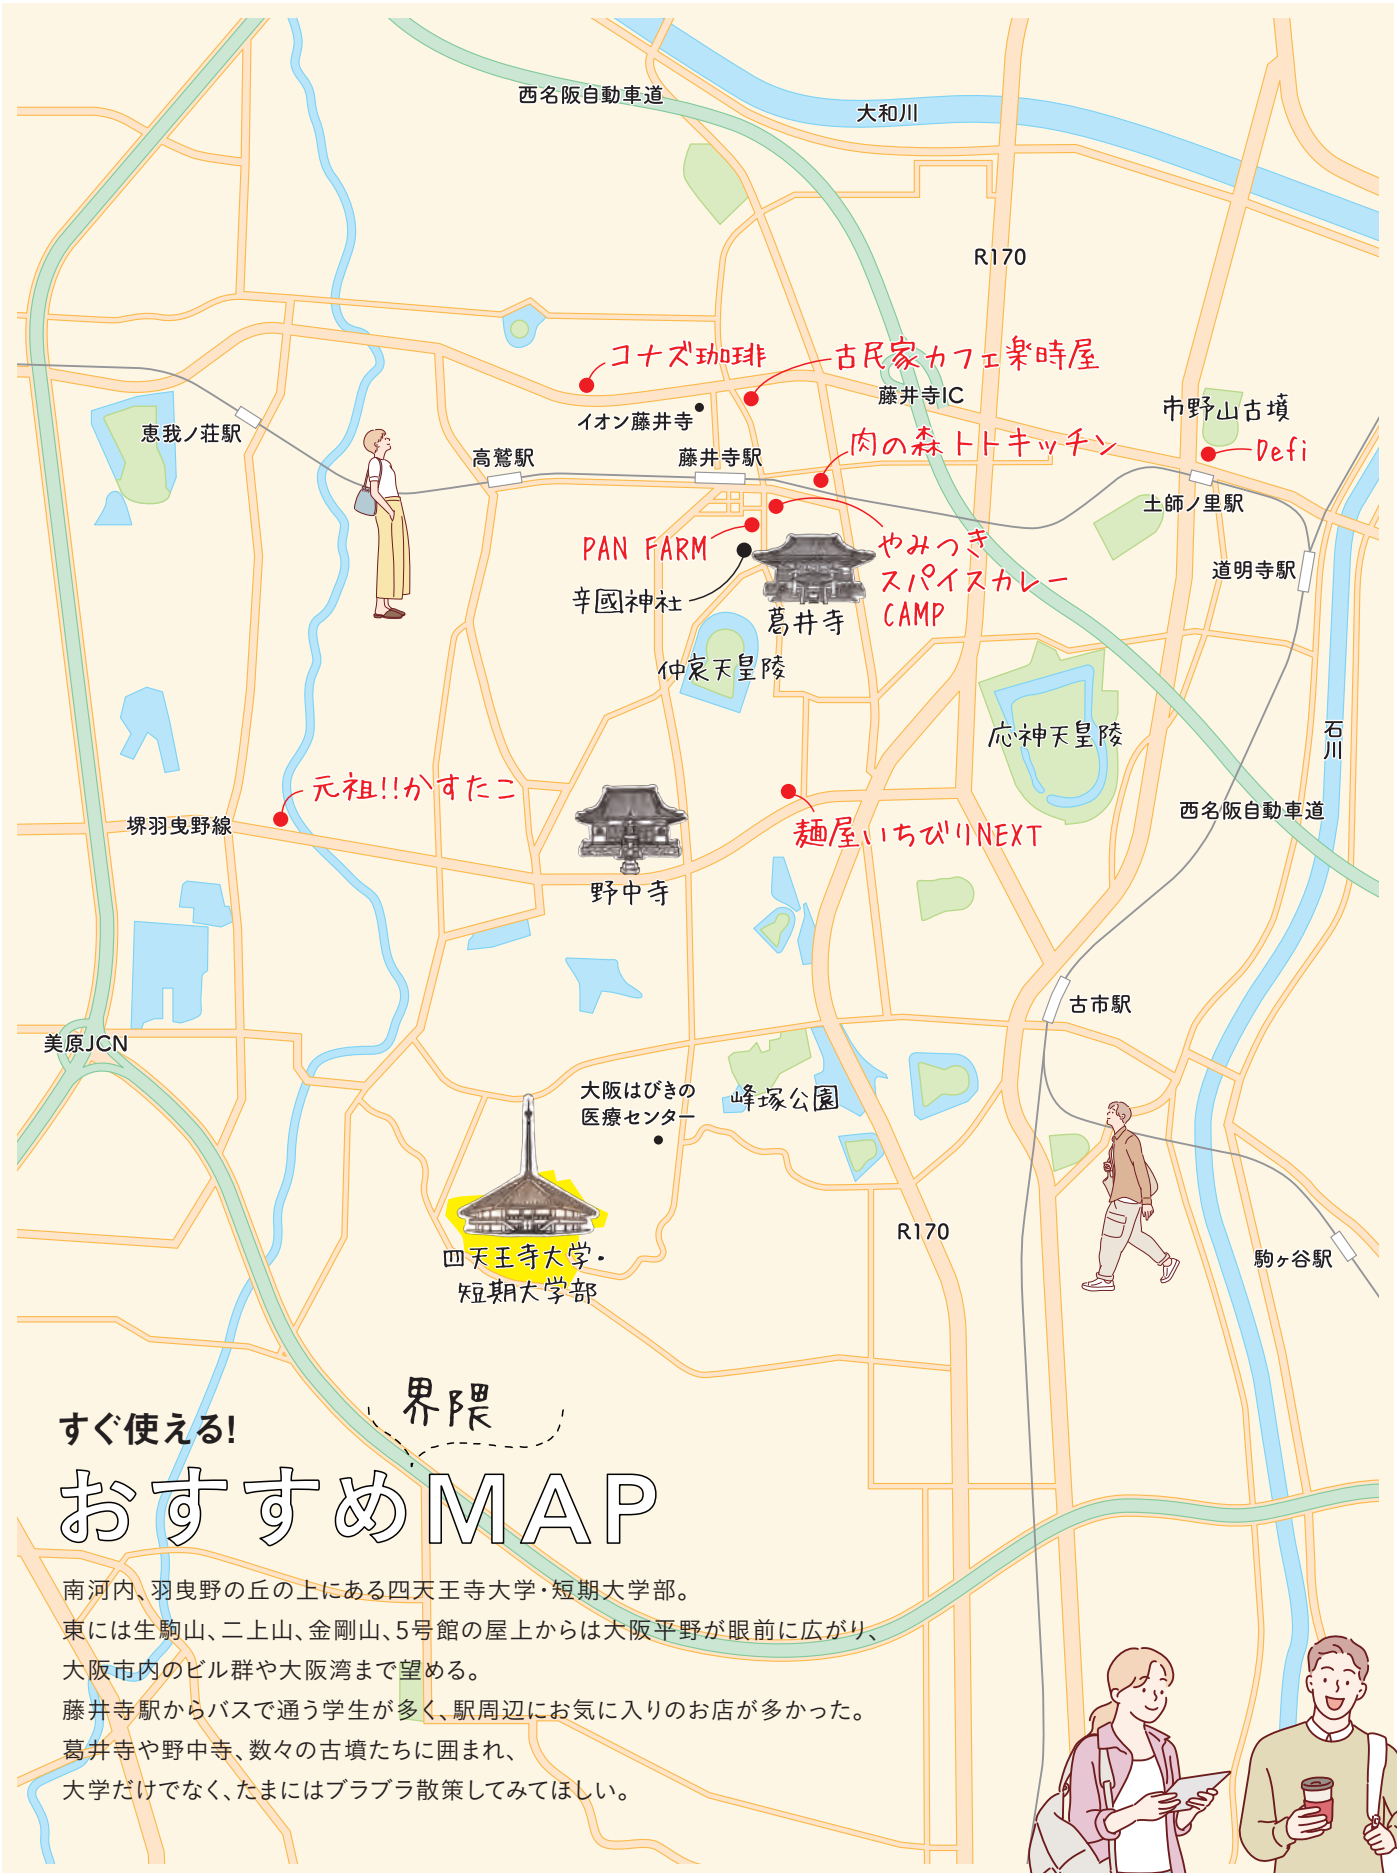 西名阪自動車道
大和川
R170
コナズ珈琲
古民家カフェ楽時屋
藤井寺IC
イオン藤井寺
市野山古墳
恵我ノ荘駅
高鷲駅
藤井寺駅
肉の森トトキッチン
Defi
土師ノ里駅
PAN FARM
やみつき
スパイスカレー
CAMP
道明寺駅
辛國神社
葛井寺
仲哀天皇陵
応神天皇陵
石川
元祖!!かすたこ
堺羽曳野線
西名阪自動車道
麺屋いちびりNEXT
野中寺
古市駅
美原JCN
大阪はびきの
医療センター
峰塚公園
R170
四天王寺大学・
短期大学部
駒ヶ谷駅
すぐ使える!
界隈
おすすめMAP
南河内、羽曳野の丘の上にある四天王寺大学・短期大学部。
東には生駒山、二上山、金剛山、5号館の屋上からは大阪平野が眼前に広がり、
大阪市内のビル群や大阪湾まで望める。
藤井寺駅からバスで通う学生が多く、駅周辺にお気に入りのお店が多かった。
葛井寺や野中寺、数々の古墳たちに囲まれ、
大学だけでなく、たまにはブラブラ散策してみてほしい。